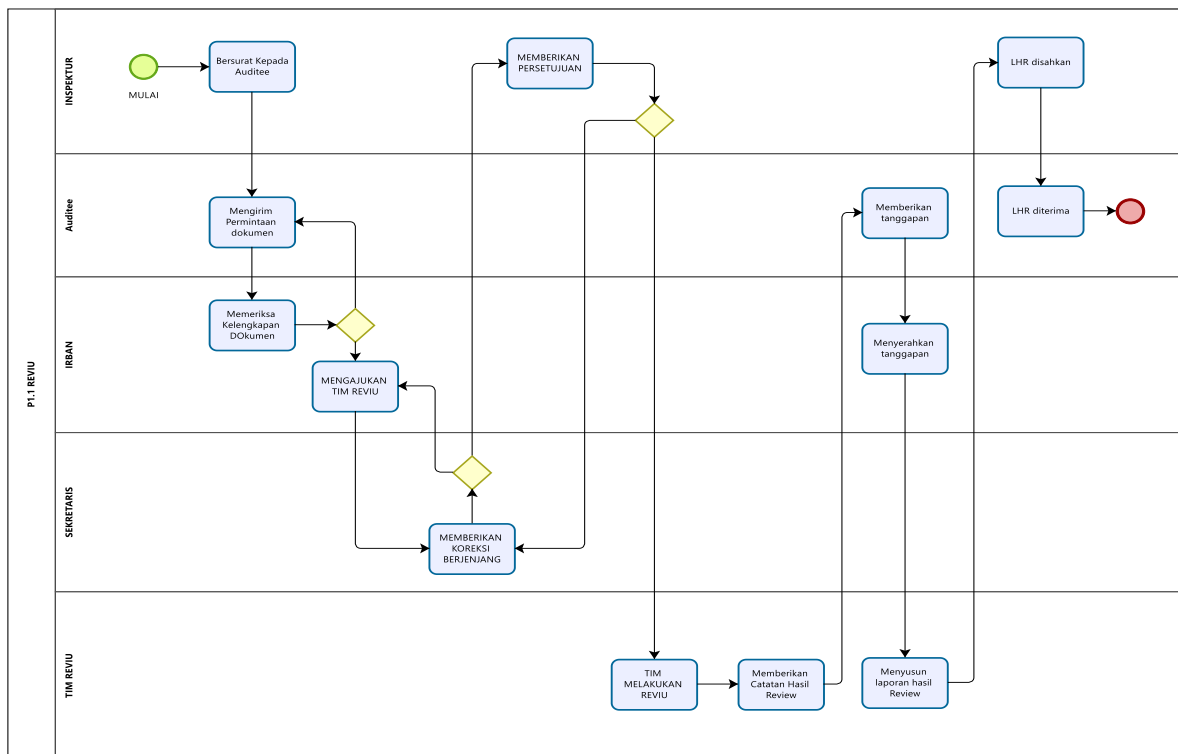 P1.1 REVIU
INSPEKTUR
MULAI
Bersurat Kepada
Auditee
MEMBERIKAN
PERSETUJUAN
LHR disahkan
Auditee
Mengirim
Permintaan
dokumen
Memberikan
tanggapan
LHR diterima
IRBAN
Memeriksa
Kelengkapan
DOkumen
MENGAJUKAN
TIM REVIU
Menyerahkan
tanggapan
SEKRETARIS
MEMBERIKAN
KOREKSI
BERJENJANG
TIM REVIU
TIM
MELAKUKAN
REVIU
Memberikan
Catatan Hasil
Review
Menyusun
laporan hasil
Review